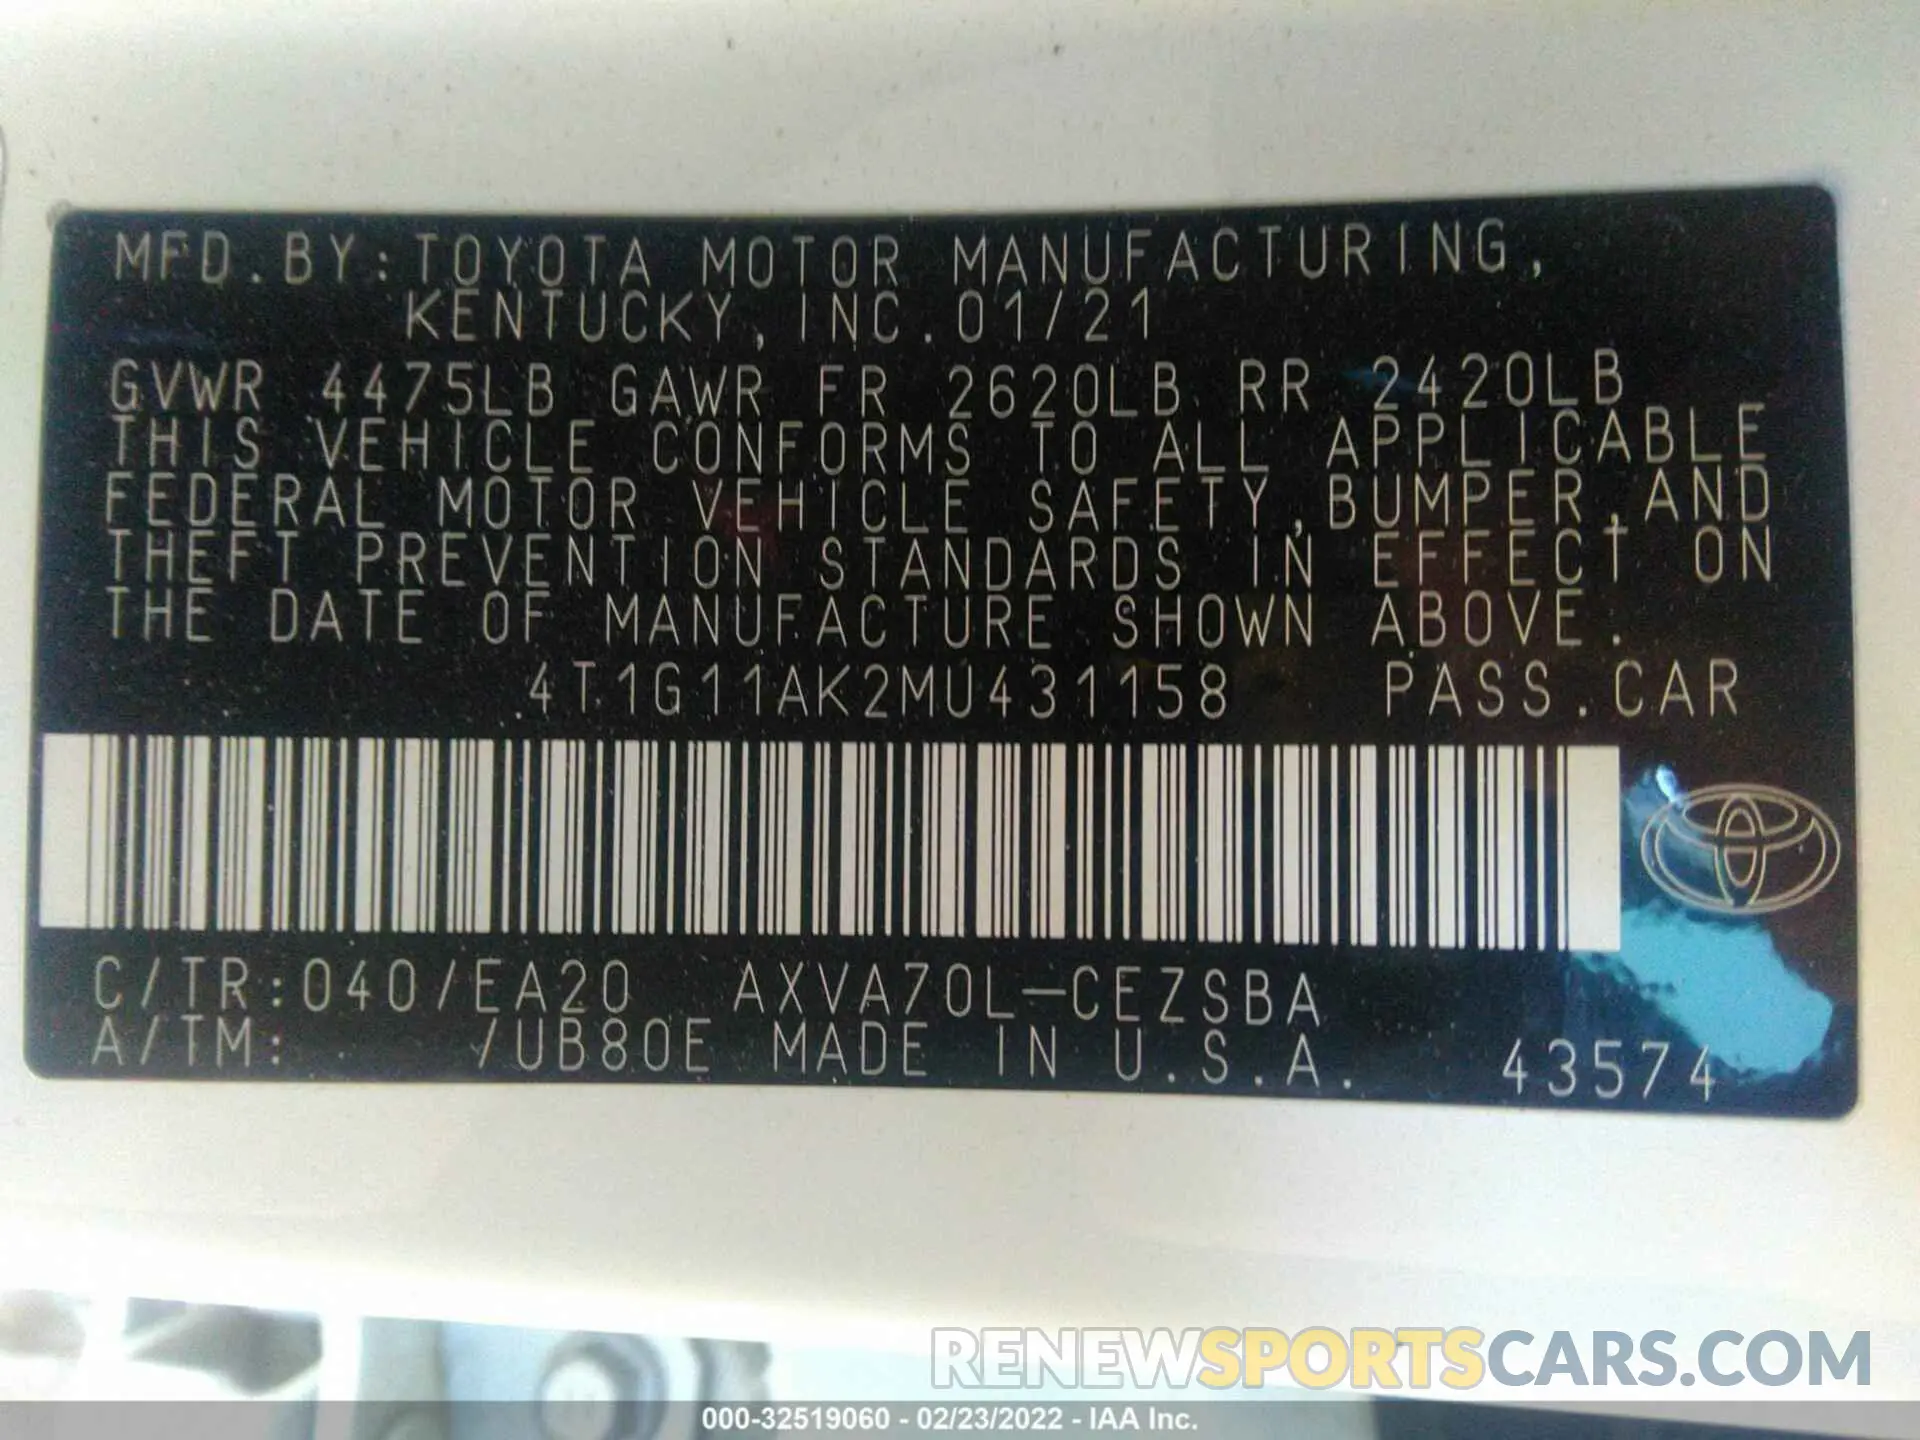 MFD.BY:TOYOTA MOTOR MANUFACTURING,
KENTUCKY, INC.01/21
GVWR 4475LB GAWR FR 2620LB RR 2420LB
THIS VEHICLE CONFORMS TO ALL APPLICABLE
FEDERAL MOTOR VEHICLE SAFETY,BUMPER,AND
THEFT PREVENTION STANDARDS IN EFFECT ON
THE DATE OF MANUFACTURE SHOWN ABOVE.
4T1G11AK2MU431158 PASS.CAR
C/TR:040/EA20 AXVA70L-CEZSBA
A/TM: /UB80E MADE IN U.S.A. 43574
RENEWSPORTSCARS.COM
000-32519060 - 02/23/2022 - IAA Inc.